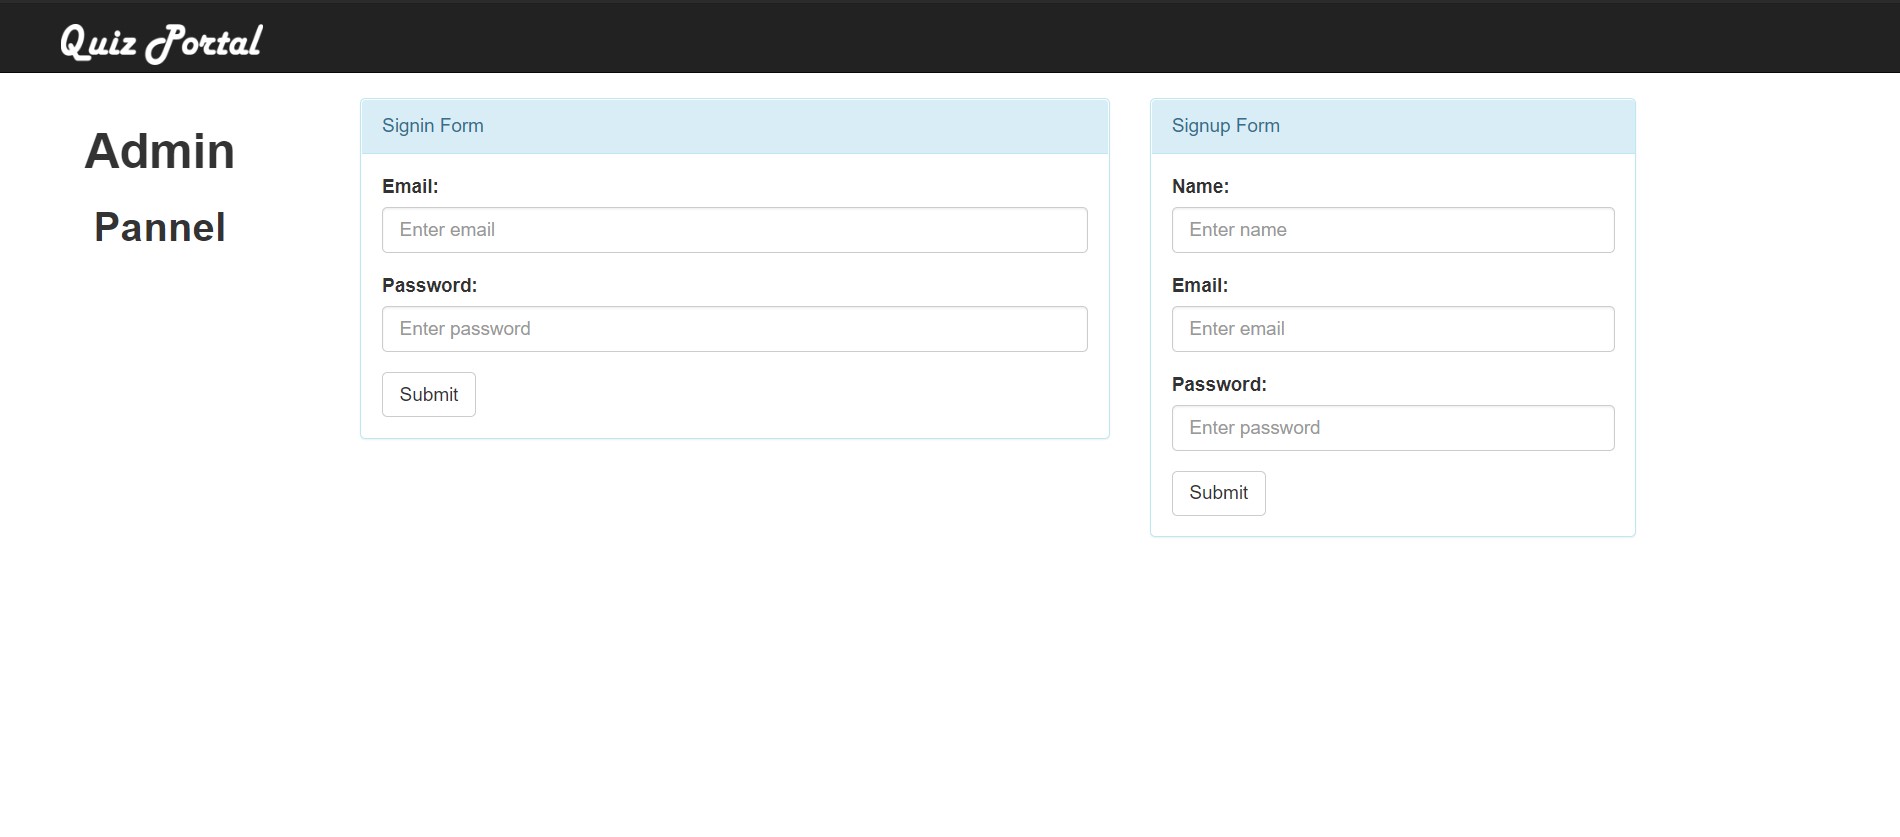 Quiz Portal
Admin
Pannel
Signin Form
Email:
Enter email
Password:
Enter password
Submit
Signup Form
Name:
Enter name
Email:
Enter email
Password:
Enter password
Submit